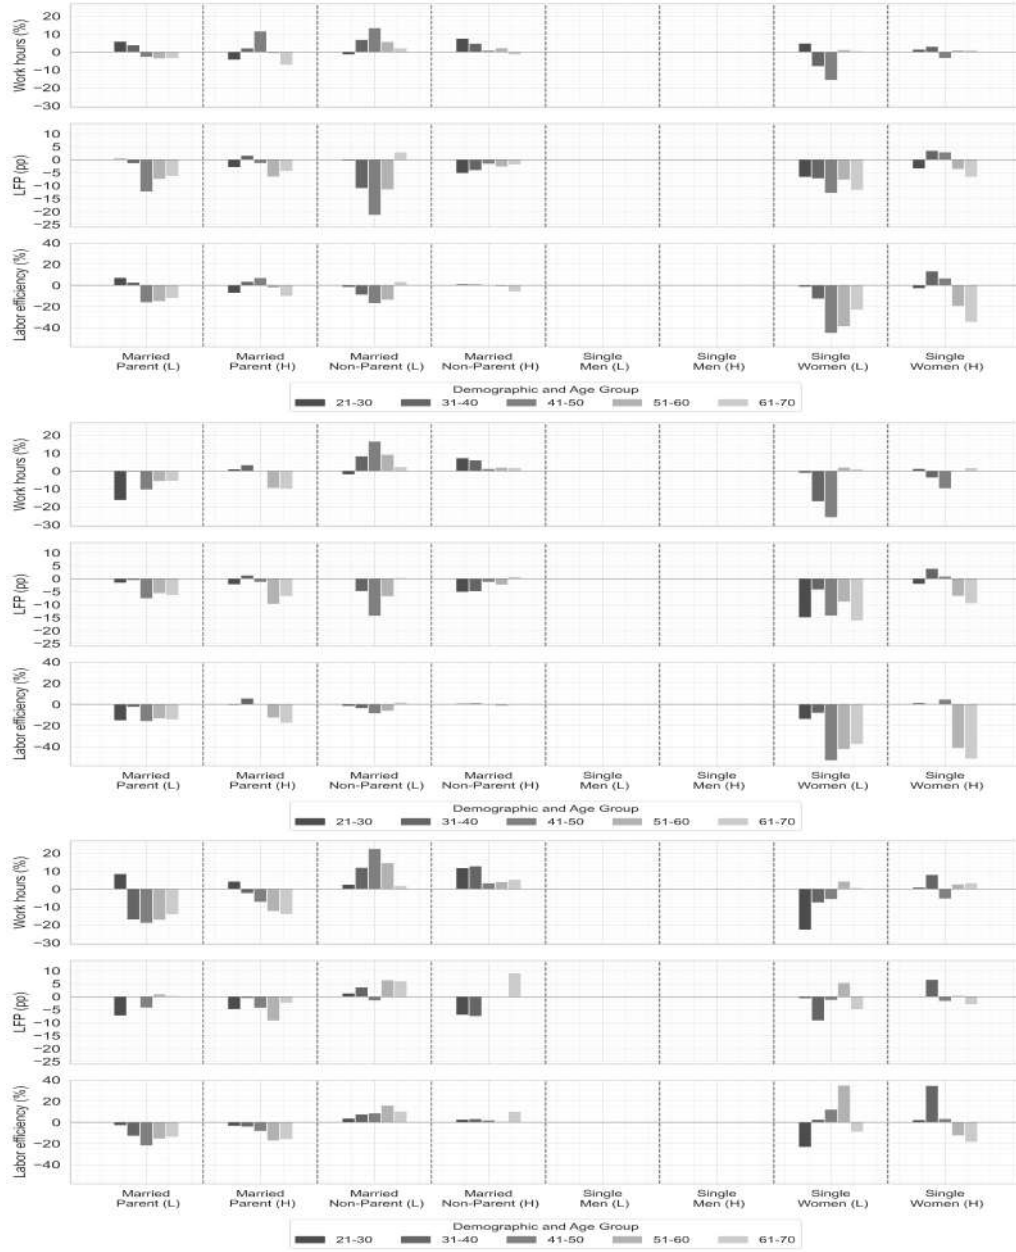 Work hours (%)
20
10
0
−10
−20
−30
LFP (pp)
10
5
0
−5
−10
−15
−20
−25
Labor efficiency (%)
40
20
0
−20
−40
Married Married Married Married Single Single Single Single
Parent (L) Parent (H) Non-Parent (L) Non-Parent (H) Men (L) Men (H) Women (L) Women (H)
Demographic and Age Group
21-30 31-40 41-50 51-60 61-70
Work hours (%)
20
10
0
−10
−20
−30
LFP (pp)
10
5
0
−5
−10
−15
−20
−25
Labor efficiency (%)
40
20
0
−20
−40
Married Married Married Married Single Single Single Single
Parent (L) Parent (H) Non-Parent (L) Non-Parent (H) Men (L) Men (H) Women (L) Women (H)
Demographic and Age Group
21-30 31-40 41-50 51-60 61-70
Work hours (%)
20
10
0
−10
−20
−30
LFP (pp)
10
5
0
−5
−10
−15
−20
−25
Labor efficiency (%)
40
20
0
−20
−40
Married Married Married Married Single Single Single Single
Parent (L) Parent (H) Non-Parent (L) Non-Parent (H) Men (L) Men (H) Women (L) Women (H)
Demographic and Age Group
21-30 31-40 41-50 51-60 61-70